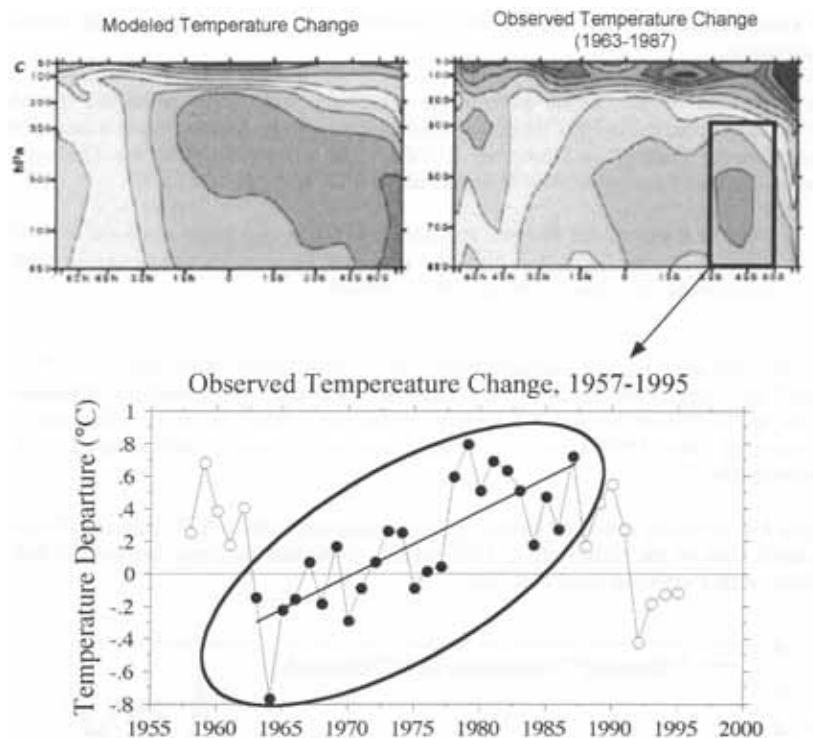 Modeled Temperature Change
Observed Temperature Change
(1963-1987)
c
hPa
Observed Tempereature Change, 1957-1995
Temperature Departure (°C)
1
.8
.6
.4
.2
0
-.2
-.4
-.6
-.8
1955 1960 1965 1970 1975 1980 1985 1990 1995 2000